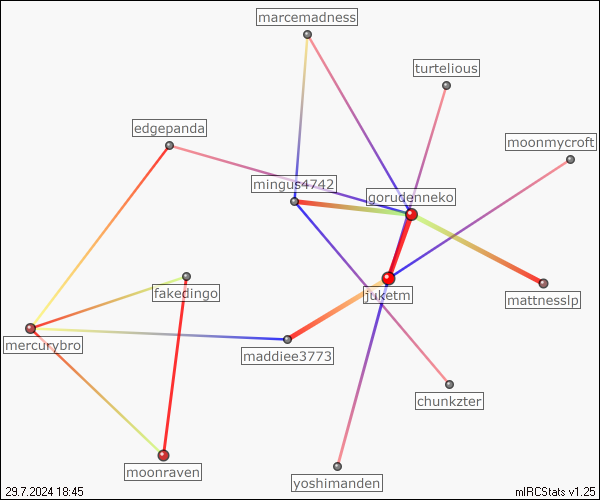 marcemadness
turtelious
edgepanda
moonmycroft
mingus4742
gorudenneko
fakedingo
juketm
mattnesslp
mercurybro
maddiee3773
chunkzter
moonraven
yoshimanden
29.7.2024 18:45
mIRCStats v1.25